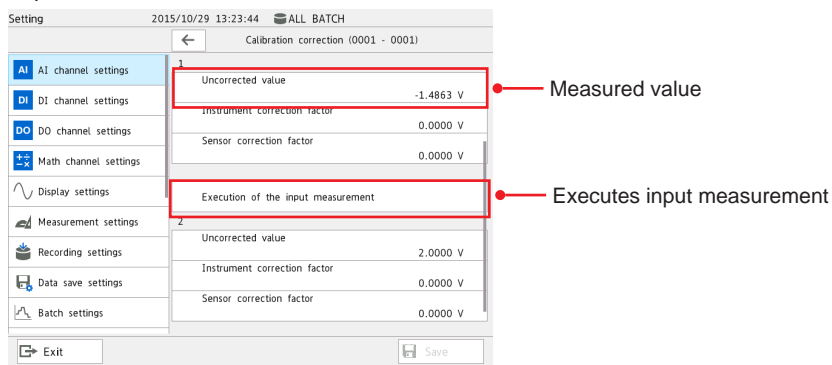 Setting 2015/10/29 13:23:44 ALL BATCH
Calibration correction (0001 - 0001)
AI AI channel settings
DI DI channel settings
DO DO channel settings
Math channel settings
Display settings
Measurement settings
Recording settings
Data save settings
Batch settings
1
Uncorrected value
-1.4863 V
Instrument correction factor
0.0000 V
Sensor correction factor
0.0000 V
Execution of the input measurement
2
Uncorrected value
2.0000 V
Instrument correction factor
0.0000 V
Sensor correction factor
0.0000 V
Exit
Save
Measured value
Executes input measurement